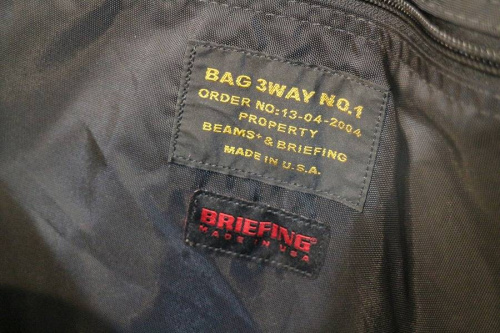 BAG 3WAY NO.1
ORDER NO:13-04-2004
PROPERTY
BEAMS+ & BRIEFING
MADE IN U.S.A.
BRIEFING
MADE IN USA